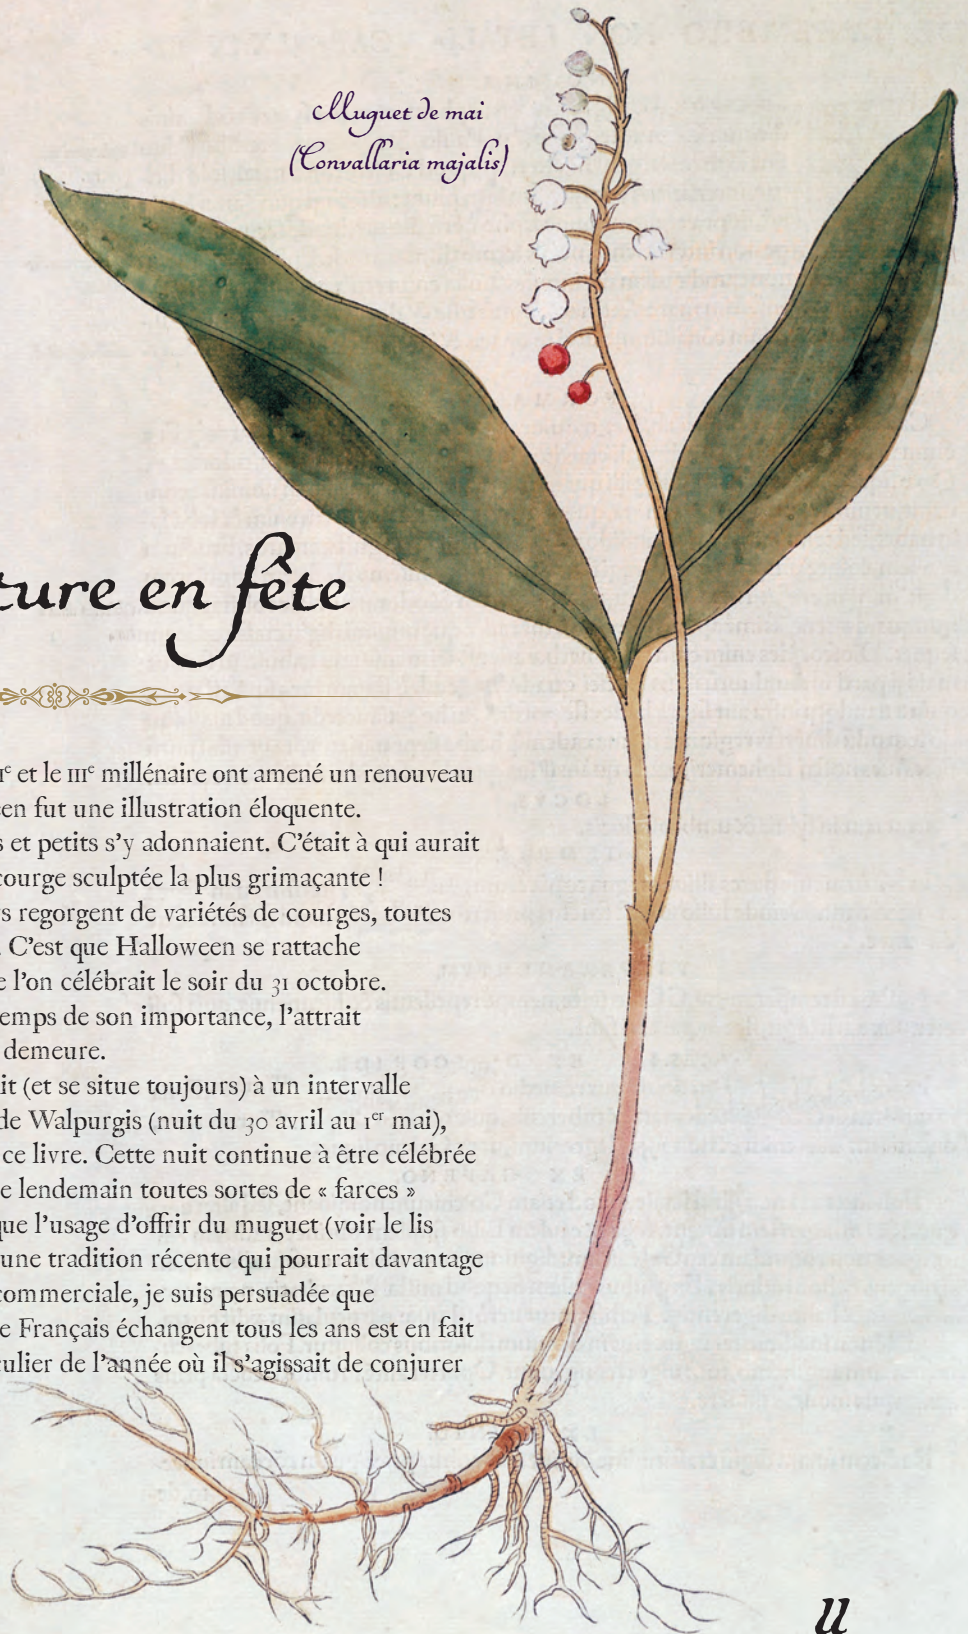 Muguet de mai
(Convallaria majalis)
ture en fête
et le IIIe millénaire ont amené un renouveau
een fut une illustration éloquente.
s et petits s’y adonnaient. C’était à qui aurait
courge sculptée la plus grimaçante !
rs regorgent de variétés de courges, toutes
. C’est que Halloween se rattache
e l’on célébrait le soir du 31 octobre.
temps de son importance, l’attrait
demeure.
it (et se situe toujours) à un intervalle
de Walpurgis (nuit du 30 avril au 1er mai),
ce livre. Cette nuit continue à être célébrée
e lendemain toutes sortes de « farces »
que l’usage d’offrir du muguet (voir le lis
une tradition récente qui pourrait davantage
commerciale, je suis persuadée que
e Français échangent tous les ans est en fait
culier de l’année où il s’agissait de conjurer
11